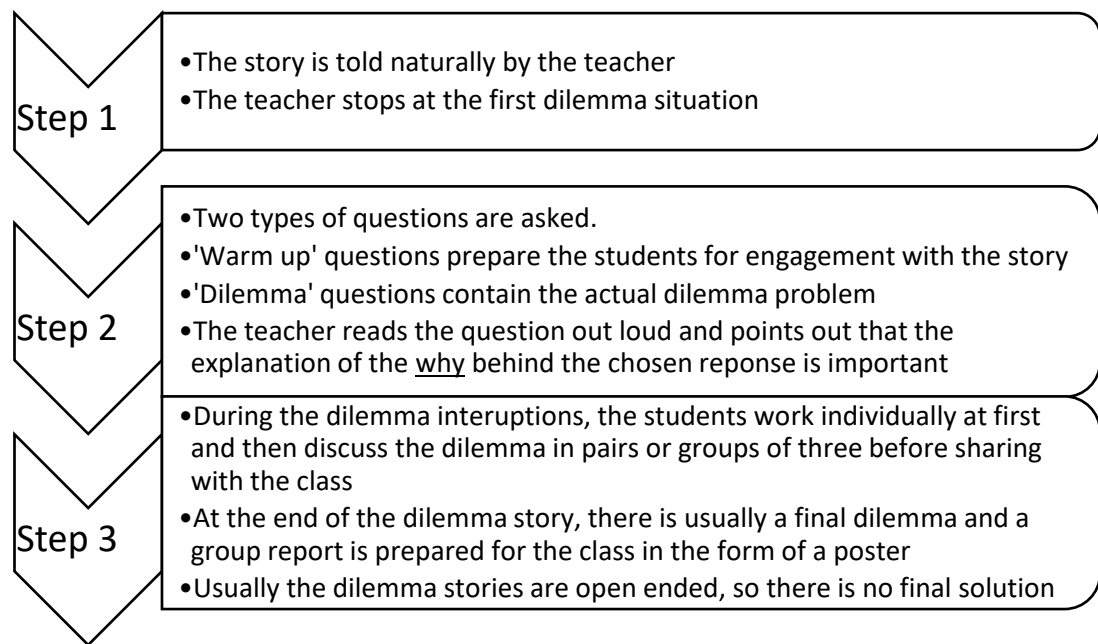 Step 1
•The story is told naturally by the teacher
•The teacher stops at the first dilemma situation
Step 2
•Two types of questions are asked.
•'Warm up' questions prepare the students for engagement with the story
•'Dilemma' questions contain the actual dilemma problem
•The teacher reads the question out loud and points out that the
explanation of the why behind the chosen reponse is important
Step 3
•During the dilemma interuptions, the students work individually at first
and then discuss the dilemma in pairs or groups of three before sharing
with the class
•At the end of the dilemma story, there is usually a final dilemma and a
group report is prepared for the class in the form of a poster
•Usually the dilemma stories are open ended, so there is no final solution